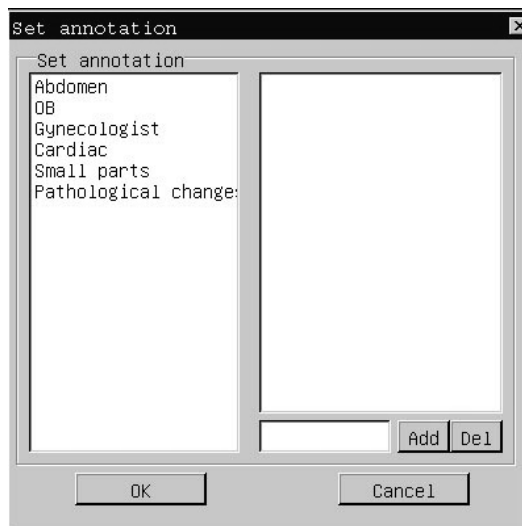 Set annotation
Set annotation
Abdomen
OB
Gynecologist
Cardiac
Small parts
Pathological change
Add Del
OK Cancel